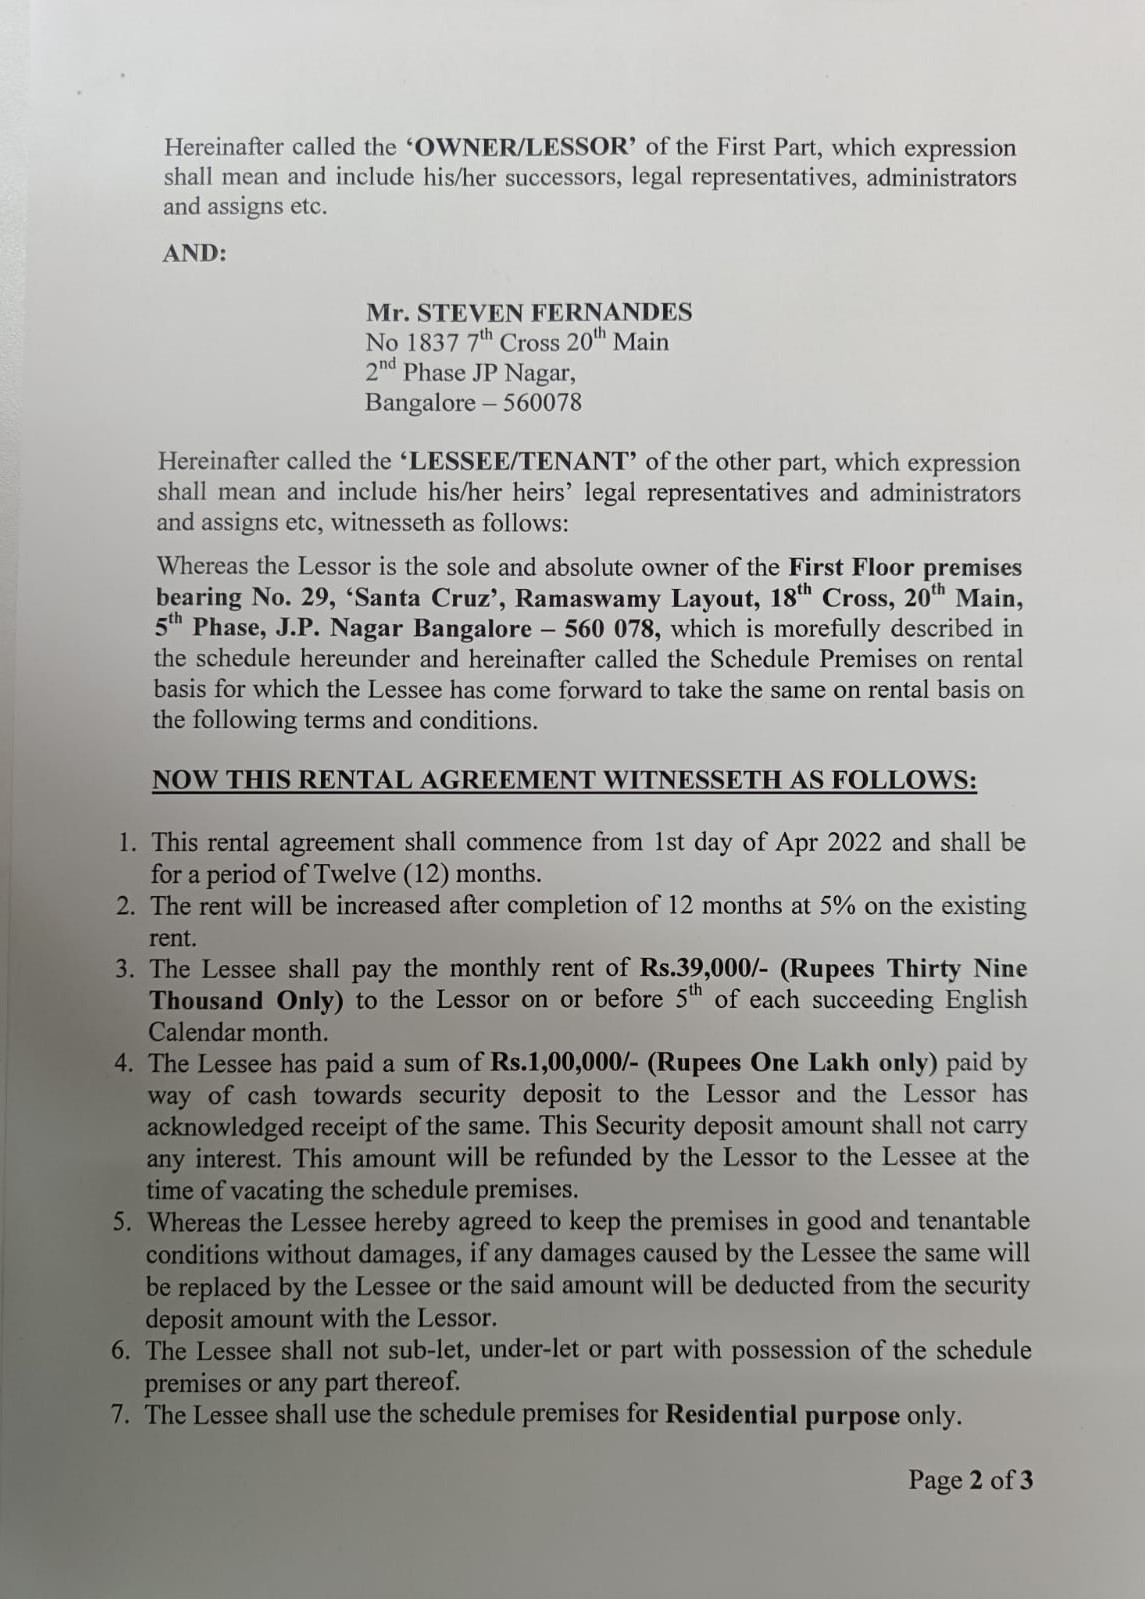 Hereinafter called the ‘OWNER/LESSOR’ of the First Part, which expression
shall mean and include his/her successors, legal representatives, administrators
and assigns etc.
AND:
Mr. STEVEN FERNANDES
No 1837 7th Cross 20th Main
2nd Phase JP Nagar,
Bangalore – 560078
Hereinafter called the ‘LESSEE/TENANT’ of the other part, which expression
shall mean and include his/her heirs’ legal representatives and administrators
and assigns etc, witnesseth as follows:
Whereas the Lessor is the sole and absolute owner of the First Floor premises
bearing No. 29, ‘Santa Cruz’, Ramaswamy Layout, 18th Cross, 20th Main,
5th Phase, J.P. Nagar Bangalore – 560 078, which is morefully described in
the schedule hereunder and hereinafter called the Schedule Premises on rental
basis for which the Lessee has come forward to take the same on rental basis on
the following terms and conditions.
NOW THIS RENTAL AGREEMENT WITNESSETH AS FOLLOWS:
1. This rental agreement shall commence from 1st day of Apr 2022 and shall be
for a period of Twelve (12) months.
2. The rent will be increased after completion of 12 months at 5% on the existing
rent.
3. The Lessee shall pay the monthly rent of Rs.39,000/- (Rupees Thirty Nine
Thousand Only) to the Lessor on or before 5th of each succeeding English
Calendar month.
4. The Lessee has paid a sum of Rs.1,00,000/- (Rupees One Lakh only) paid by
way of cash towards security deposit to the Lessor and the Lessor has
acknowledged receipt of the same. This Security deposit amount shall not carry
any interest. This amount will be refunded by the Lessor to the Lessee at the
time of vacating the schedule premises.
5. Whereas the Lessee hereby agreed to keep the premises in good and tenantable
conditions without damages, if any damages caused by the Lessee the same will
be replaced by the Lessee or the said amount will be deducted from the security
deposit amount with the Lessor.
6. The Lessee shall not sub-let, under-let or part with possession of the schedule
premises or any part thereof.
7. The Lessee shall use the schedule premises for Residential purpose only.
Page 2 of 3